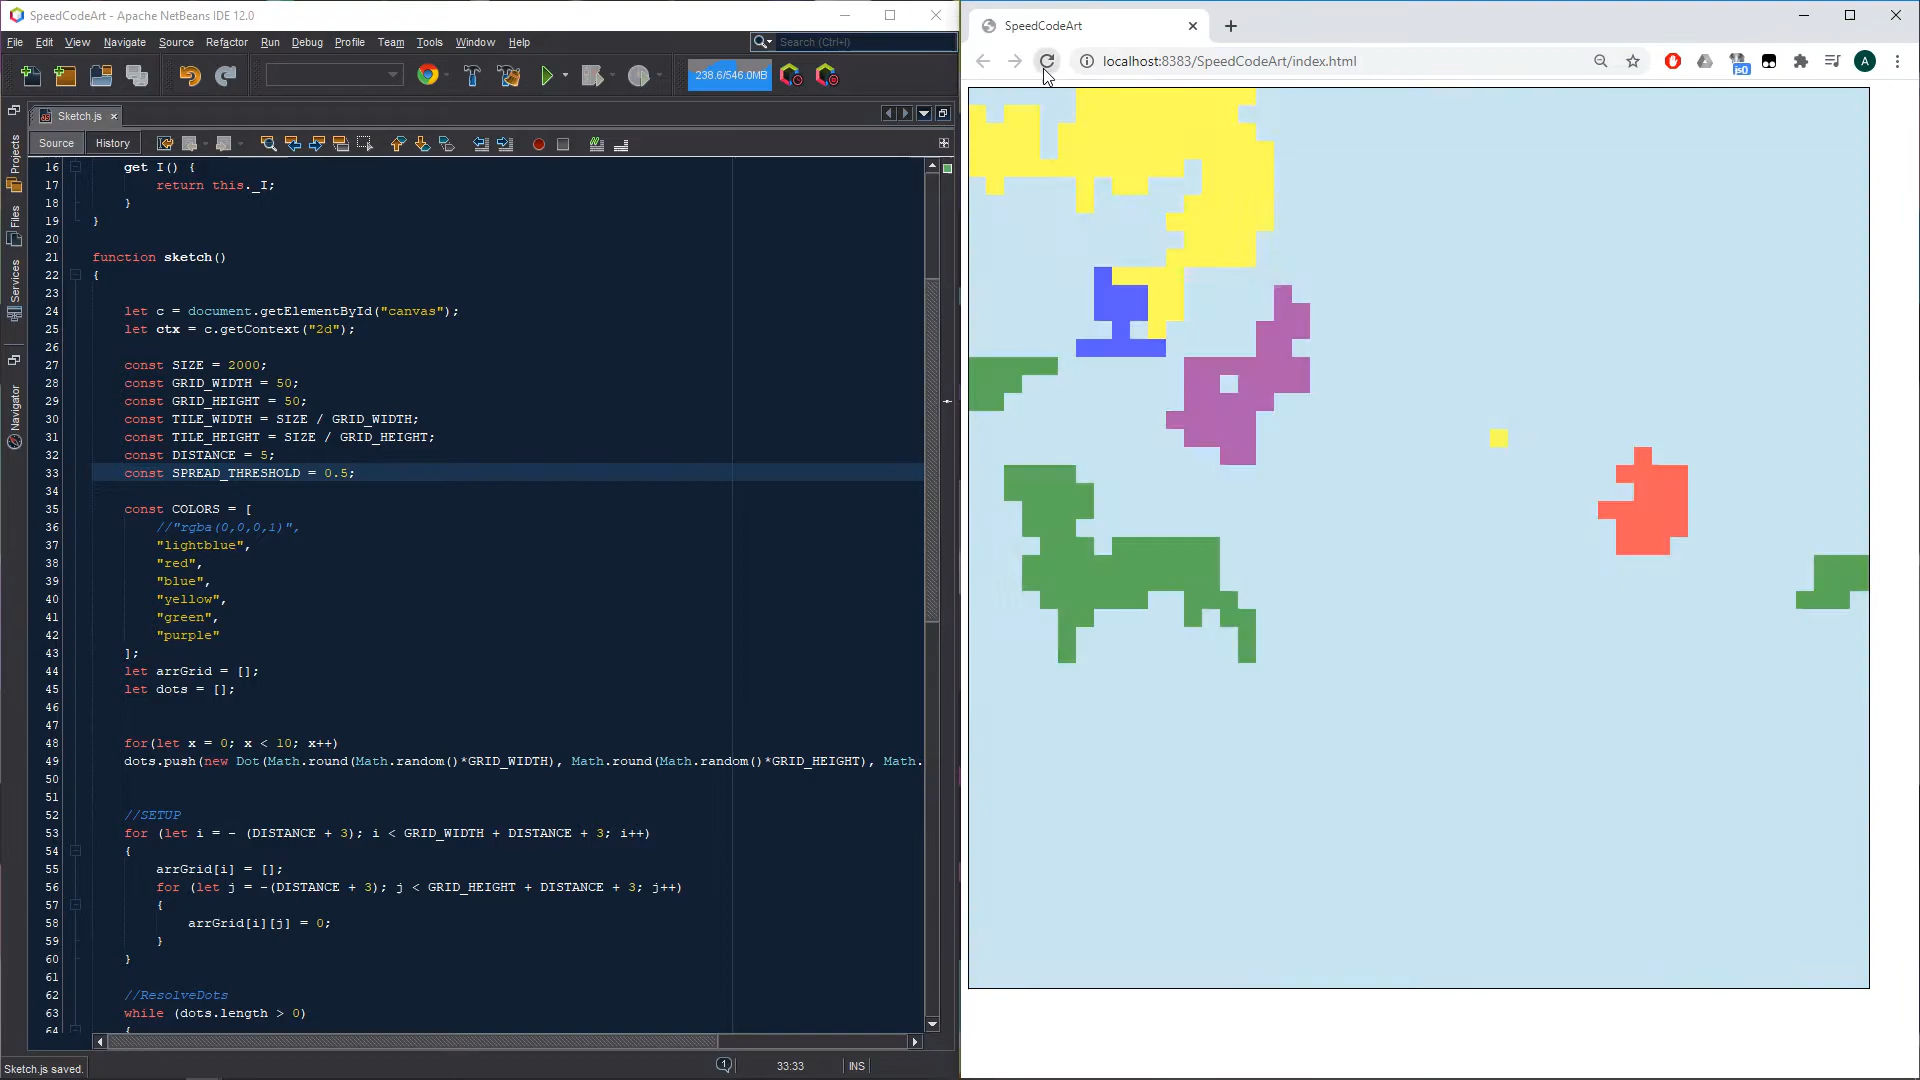 SpeedCodeArt - Apache NetBeans IDE 12.0
File Edit View Navigate Source Refactor Run Debug Profile Team Tools Window Help
Search (Ctrl+I)
238.6/546.0MB
Sketch.js
Source History
Projects
Files
Services
Navigator
16 get I() {
17 return this._I;
18 }
19 }
20
21 function sketch()
22 {
23
24 let c = document.getElementById("canvas");
25 let ctx = c.getContext("2d");
26
27 const SIZE = 2000;
28 const GRID_WIDTH = 50;
29 const GRID_HEIGHT = 50;
30 const TILE_WIDTH = SIZE / GRID_WIDTH;
31 const TILE_HEIGHT = SIZE / GRID_HEIGHT;
32 const DISTANCE = 5;
33 const SPREAD_THRESHOLD = 0.5;
34
35 const COLORS = [
36 //"rgba(0,0,0,1)",
37 "lightblue",
38 "red",
39 "blue",
40 "yellow",
41 "green",
42 "purple"
43 ];
44 let arrGrid = [];
45 let dots = [];
46
47
48 for(let x = 0; x < 10; x++)
49 dots.push(new Dot(Math.round(Math.random()*GRID_WIDTH), Math.round(Math.random()*GRID_HEIGHT), Math.
50
51
52 //SETUP
53 for (let i = - (DISTANCE + 3); i < GRID_WIDTH + DISTANCE + 3; i++)
54 {
55 arrGrid[i] = [];
56 for (let j = -(DISTANCE + 3); j < GRID_HEIGHT + DISTANCE + 3; j++)
57 {
58 arrGrid[i][j] = 0;
59 }
60 }
61
62 //ResolveDots
63 while (dots.length > 0)
64 {
Sketch.js saved.
1
33:33
INS
SpeedCodeArt
localhost:8383/SpeedCodeArt/index.html
js0
A